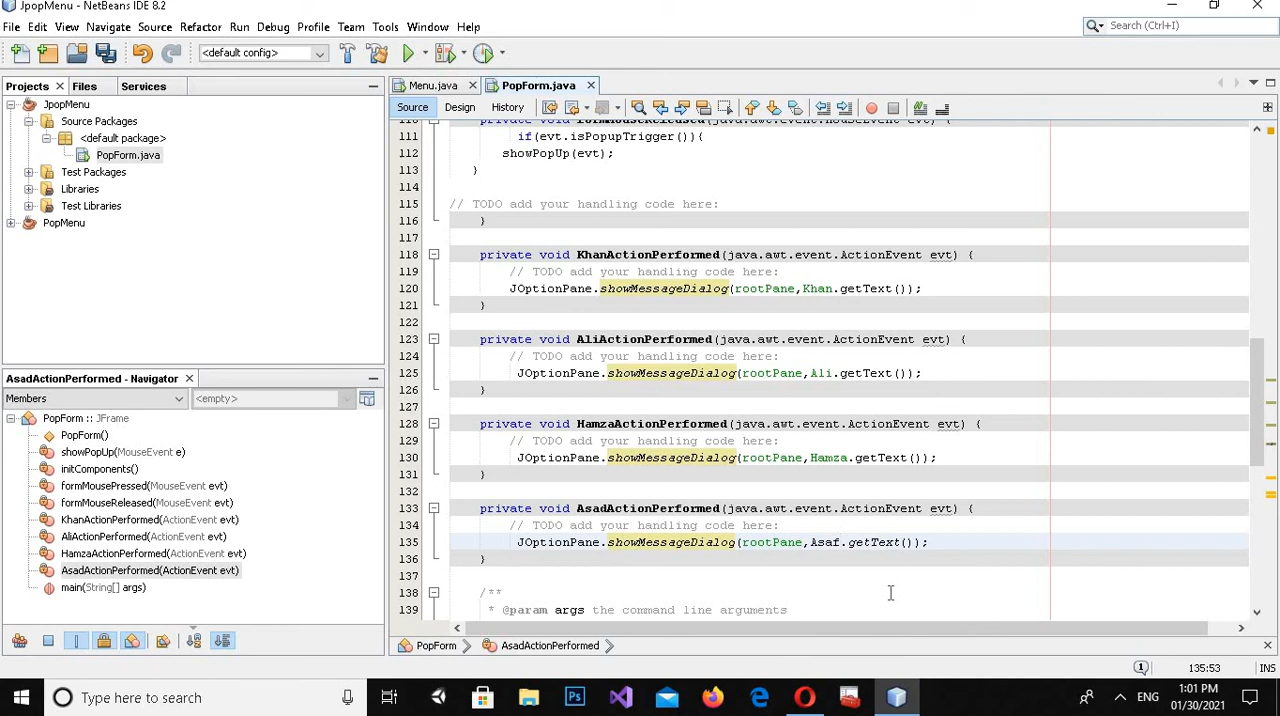 JpopMenu - NetBeans IDE 8.2
File Edit View Navigate Source Refactor Run Debug Profile Team Tools Window Help
Search (Ctrl+I)
<default config>
Projects Files Services
Menu.java PopForm.java
Source Design History
JpopMenu
Source Packages
<default package>
PopForm.java
Test Packages
Libraries
Test Libraries
PopMenu
AsadActionPerformed - Navigator
Members <empty>
PopForm :: JFrame
PopForm()
showPopUp(MouseEvent e)
initComponents()
formMousePressed(MouseEvent evt)
formMouseReleased(MouseEvent evt)
KhanActionPerformed(ActionEvent evt)
AliActionPerformed(ActionEvent evt)
HamzaActionPerformed(ActionEvent evt)
AsadActionPerformed(ActionEvent evt)
main(String[] args)
110 private void formMouseReleased(java.awt.event.MouseEvent evt) {
111 if(evt.isPopupTrigger()){
112 showPopUp(evt);
113 }
114
115 // TODO add your handling code here:
116 }
117
118 private void KhanActionPerformed(java.awt.event.ActionEvent evt) {
119 // TODO add your handling code here:
120 JOptionPane.showMessageDialog(rootPane,Khan.getText());
121 }
122
123 private void AliActionPerformed(java.awt.event.ActionEvent evt) {
124 // TODO add your handling code here:
125 JOptionPane.showMessageDialog(rootPane,Ali.getText());
126 }
127
128 private void HamzaActionPerformed(java.awt.event.ActionEvent evt) {
129 // TODO add your handling code here:
130 JOptionPane.showMessageDialog(rootPane,Hamza.getText());
131 }
132
133 private void AsadActionPerformed(java.awt.event.ActionEvent evt) {
134 // TODO add your handling code here:
135 JOptionPane.showMessageDialog(rootPane,Asaf.getText());
136 }
137
138 /**
139 * @param args the command line arguments
PopForm AsadActionPerformed
1 135:53 INS
Type here to search
Ps
ENG
1:01 PM
01/30/2021